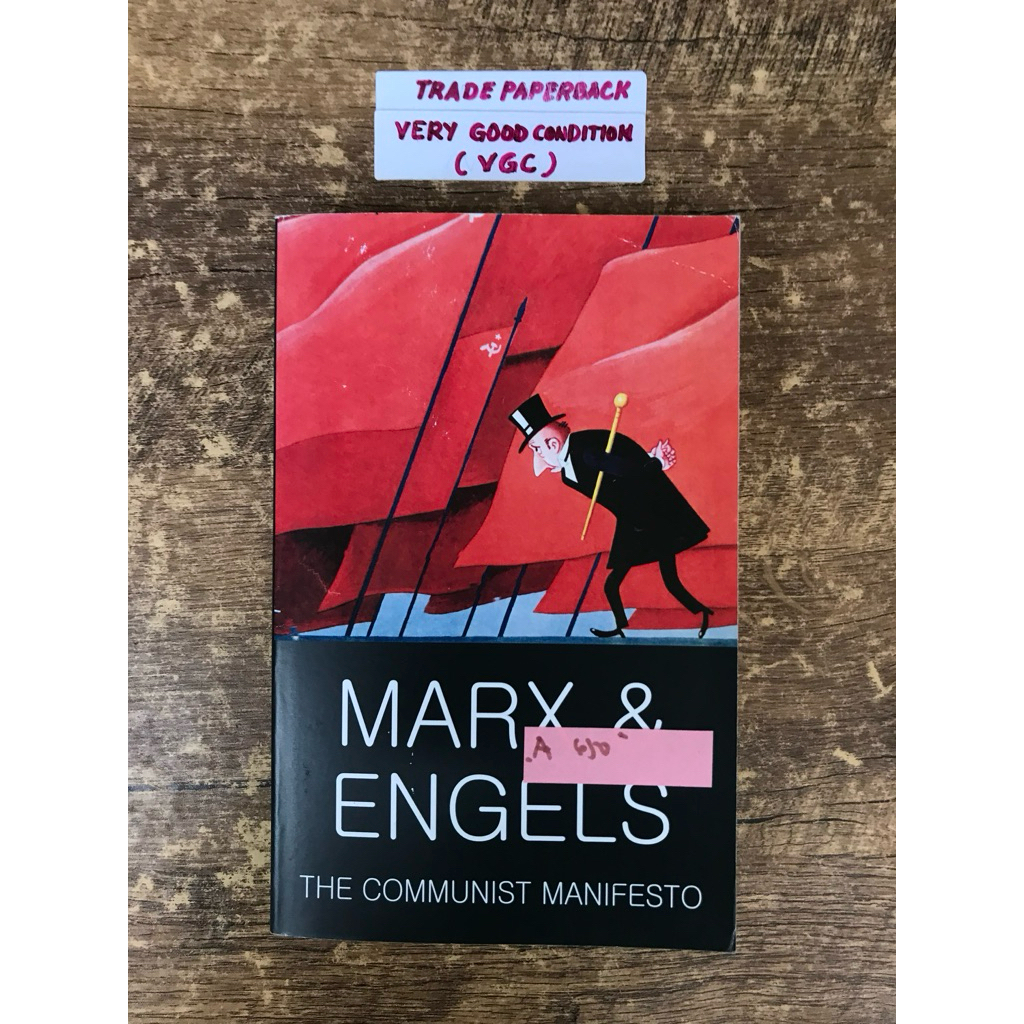 TRADE PAPERBACK
VERY GOOD CONDITION
(VGC)
MARX &
A 650
ENGELS
THE COMMUNIST MANIFESTO